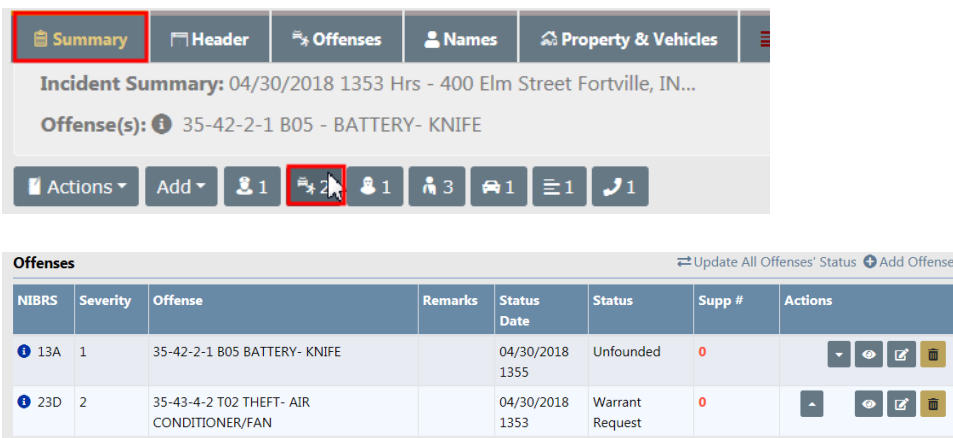 Summary Header Offenses Names Property & Vehicles
Incident Summary: 04/30/2018 1353 Hrs - 400 Elm Street Fortville, IN...
Offense(s): 35-42-2-1 B05 - BATTERY- KNIFE
Actions Add 1 2 1 3 1 1 1
Offenses Update All Offenses' Status Add Offense
NIBRS Severity Offense Remarks Status Date Status Supp # Actions
13A 1 35-42-2-1 B05 BATTERY- KNIFE 04/30/2018 1355 Unfounded 0
23D 2 35-43-4-2 T02 THEFT- AIR CONDITIONER/FAN 04/30/2018 1353 Warrant Request 0